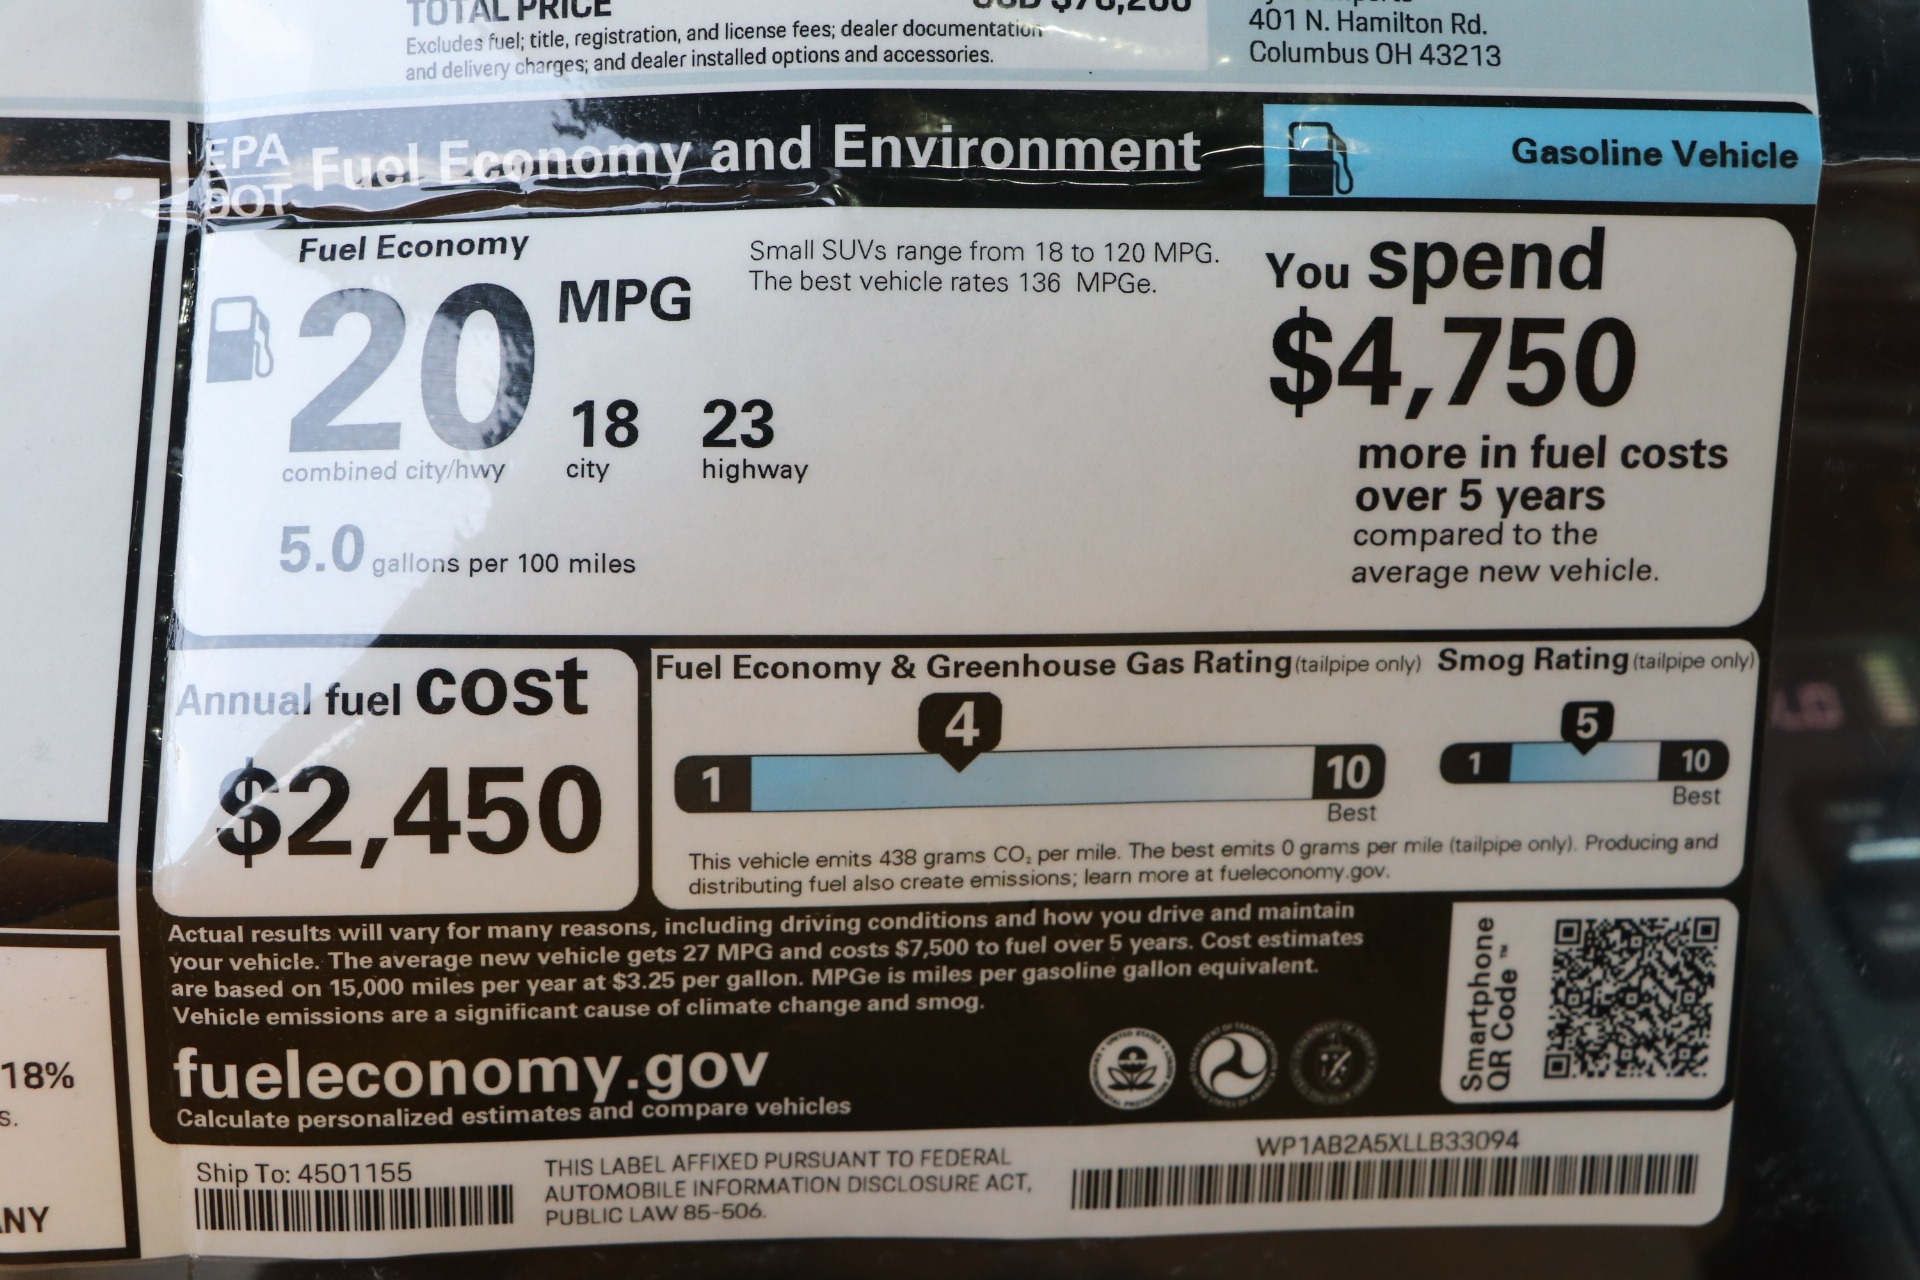 TOTAL PRICE
Excludes fuel; title, registration, and license fees; dealer documentation
and delivery charges; and dealer installed options and accessories.
401 N. Hamilton Rd.
Columbus OH 43213
EPA
DOT
Fuel Economy and Environment
Gasoline Vehicle
Fuel Economy
20 MPG
combined city/hwy
18
city
23
highway
5.0 gallons per 100 miles
Small SUVs range from 18 to 120 MPG.
The best vehicle rates 136 MPGe.
You spend
$4,750
more in fuel costs
over 5 years
compared to the
average new vehicle.
Annual fuel cost
$2,450
Fuel Economy & Greenhouse Gas Rating (tailpipe only)
4
1
10
Best
Smog Rating (tailpipe only)
5
1
10
Best
This vehicle emits 438 grams CO₂ per mile. The best emits 0 grams per mile (tailpipe only). Producing and
distributing fuel also create emissions; learn more at fueleconomy.gov.
Actual results will vary for many reasons, including driving conditions and how you drive and maintain
your vehicle. The average new vehicle gets 27 MPG and costs $7,500 to fuel over 5 years. Cost estimates
are based on 15,000 miles per year at $3.25 per gallon. MPGe is miles per gasoline gallon equivalent.
Vehicle emissions are a significant cause of climate change and smog.
fueleconomy.gov
Calculate personalized estimates and compare vehicles
Smartphone
QR Code™
18%
s.
NY
Ship To: 4501155
THIS LABEL AFFIXED PURSUANT TO FEDERAL
AUTOMOBILE INFORMATION DISCLOSURE ACT,
PUBLIC LAW 85-506.
WP1AB2A5XLLB33094